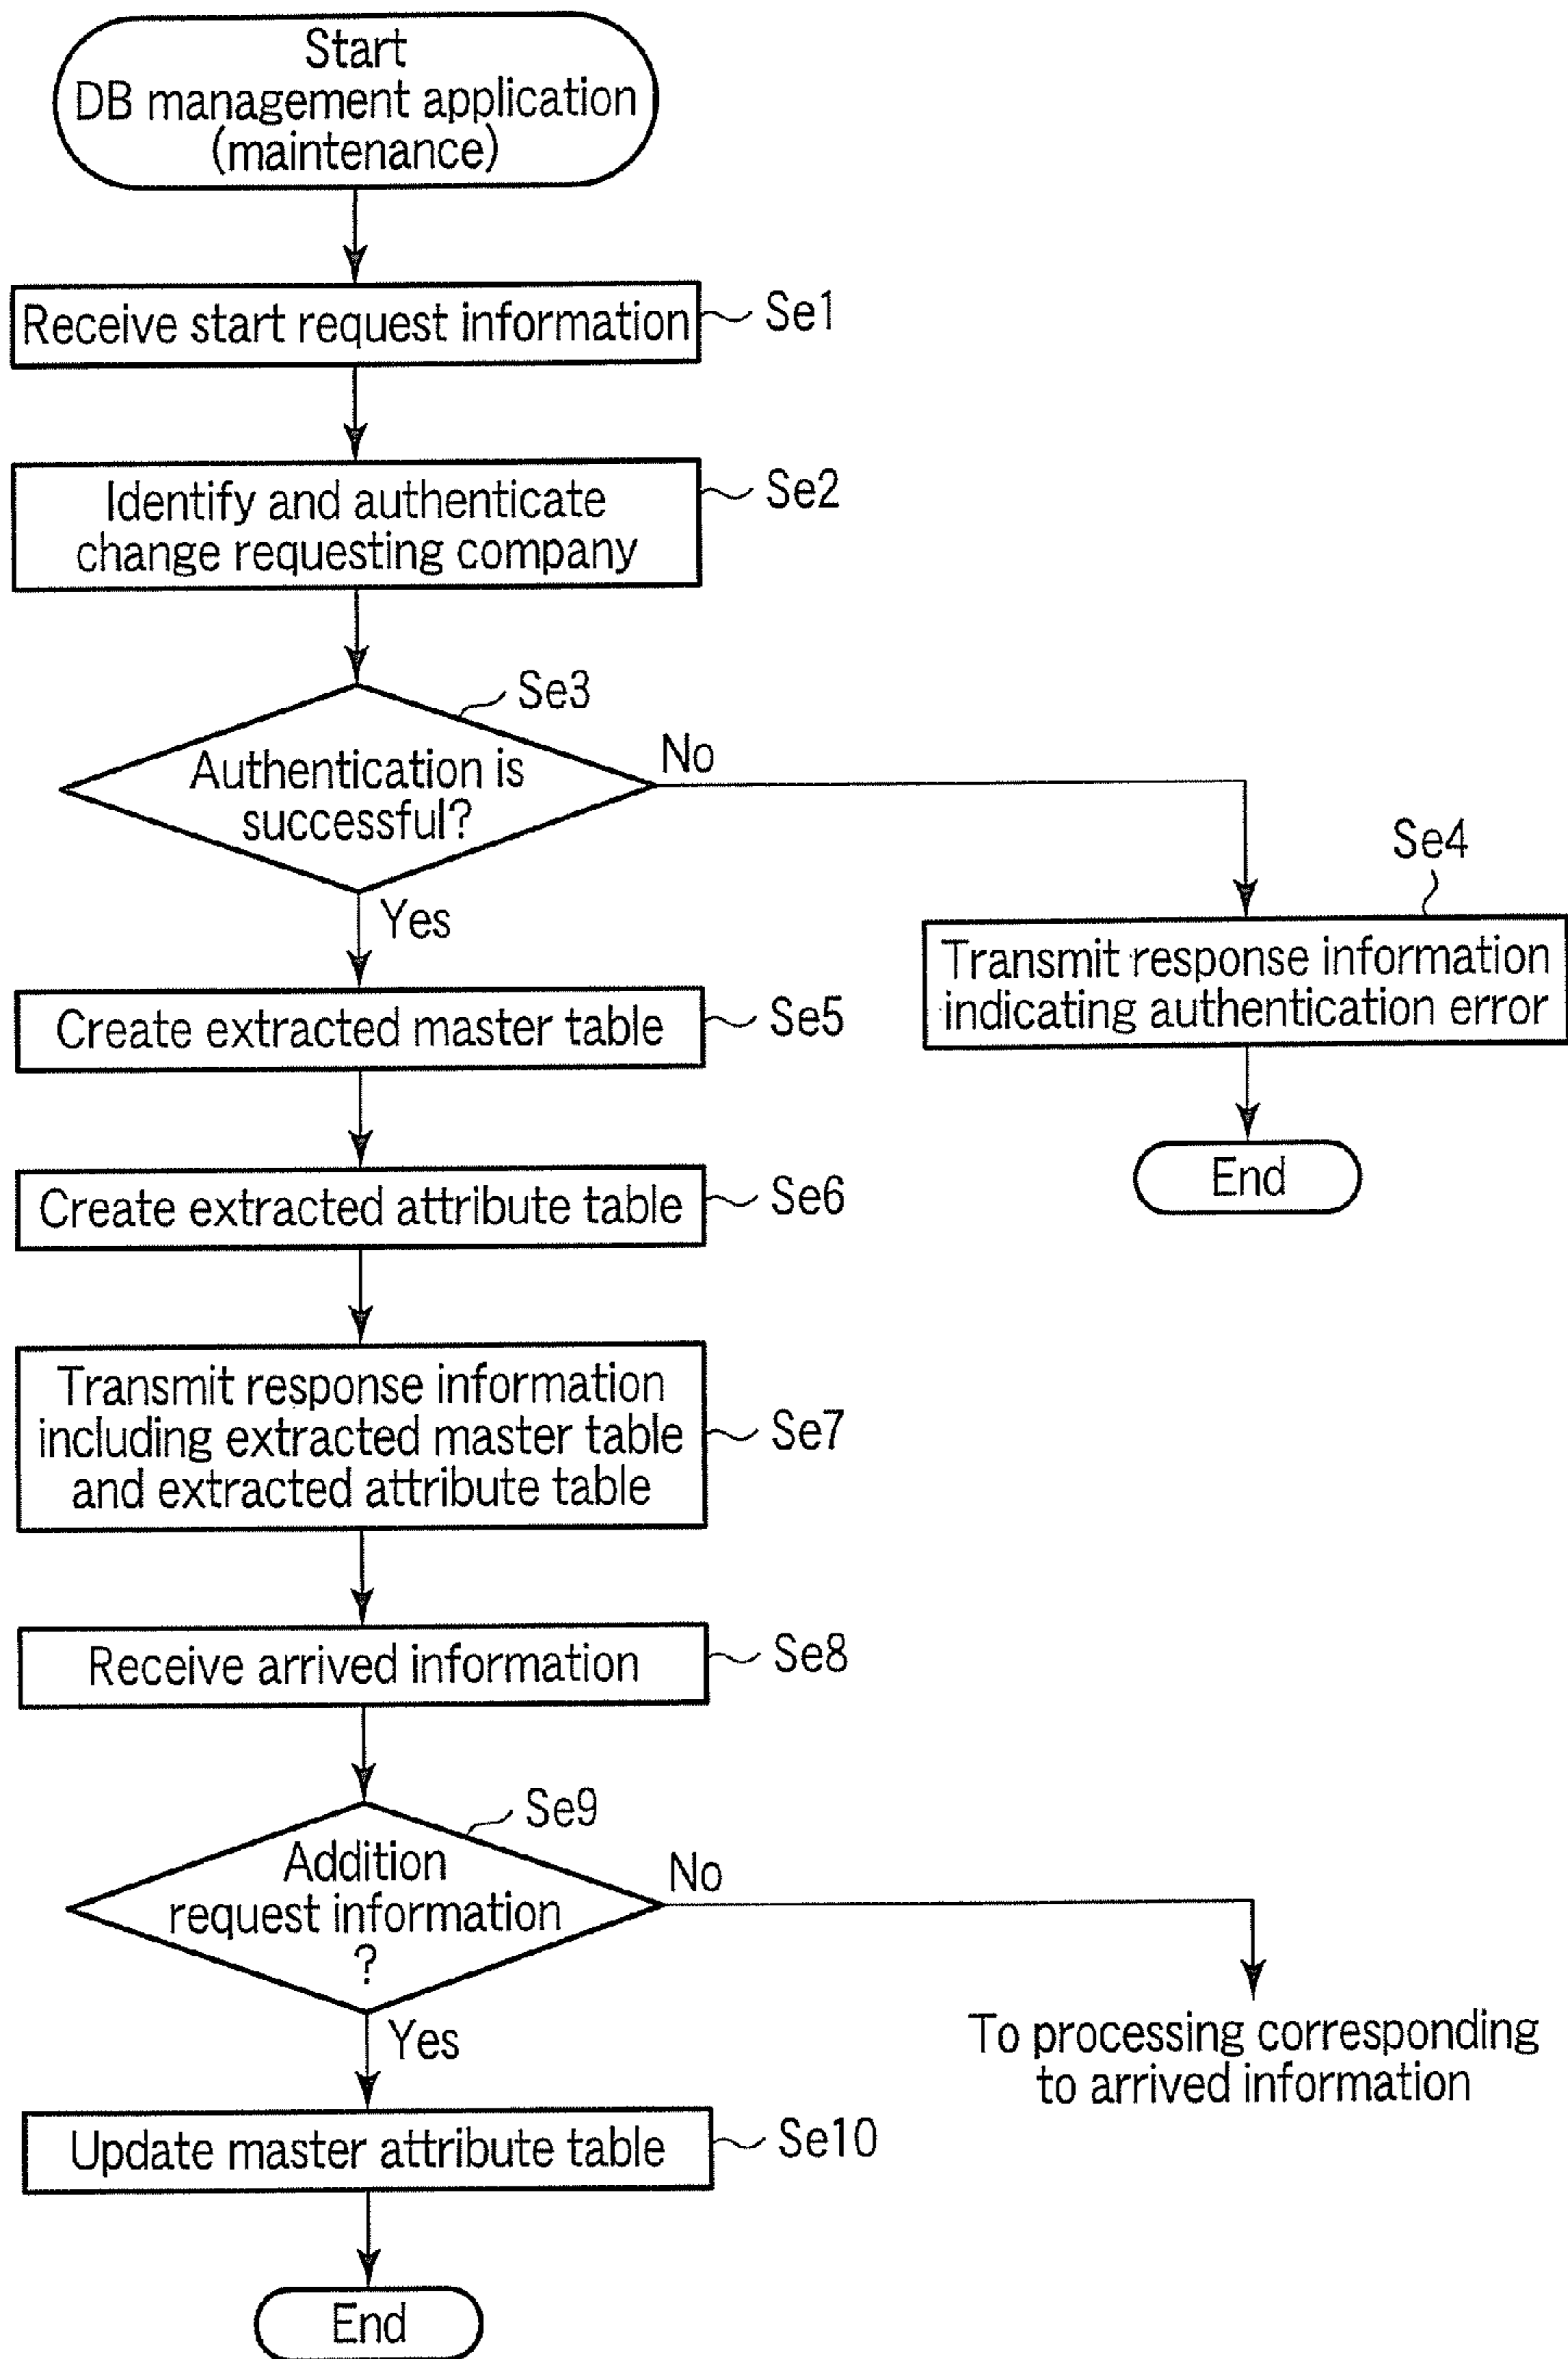 Start
DB management application
(maintenance)
Receive start request information
Se1
Identify and authenticate
change requesting company
Se2
Se3
Authentication is
successful?
No
Yes
Se4
Transmit response information
indicating authentication error
End
Create extracted master table
Se5
Create extracted attribute table
Se6
Transmit response information
including extracted master table
and extracted attribute table
Se7
Receive arrived information
Se8
Se9
Addition
request information
?
No
Yes
To processing corresponding
to arrived information
Update master attribute table
Se10
End